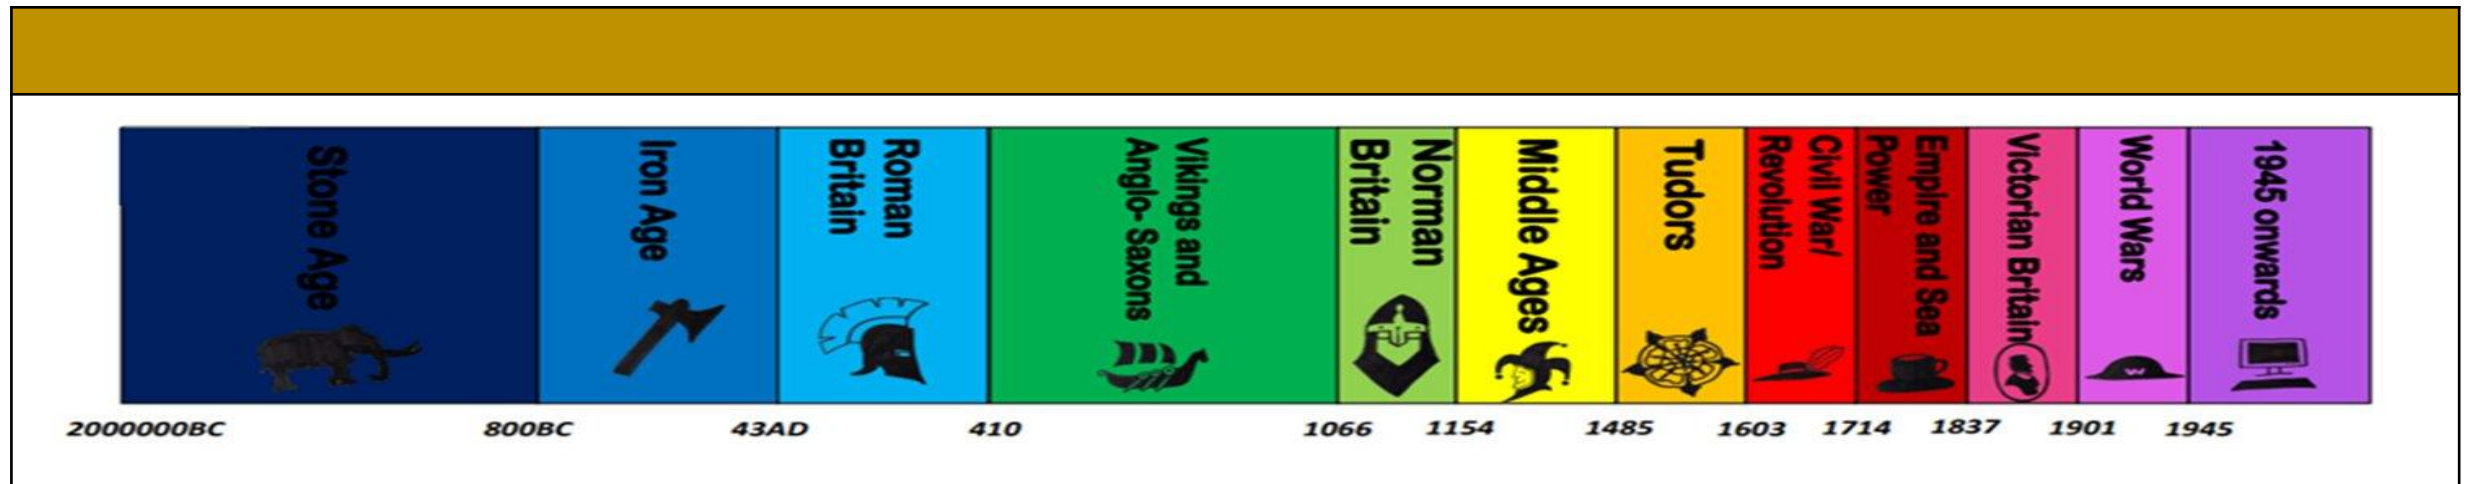 Stone Age
Iron Age
Roman
Britain
Vikings and
Anglo- Saxons
Norman
Britain
Middle Ages
Tudors
Civil War/
Revolution
Empire and Sea
Power
Victorian Britain
World Wars
W
1945 onwards
2000000BC
800BC
43AD
410
1066
1154
1485
1603
1714
1837
1901
1945